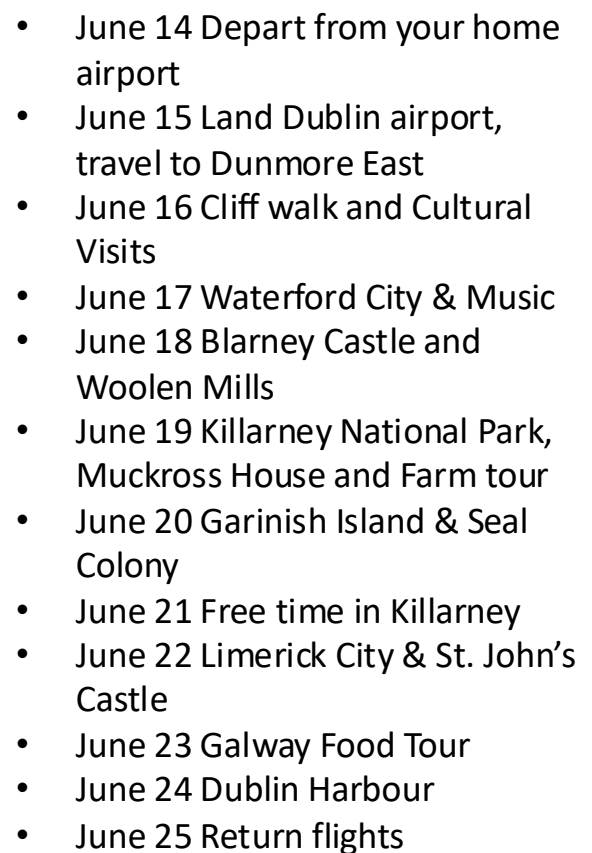 • June 14 Depart from your home
airport
• June 15 Land Dublin airport,
travel to Dunmore East
• June 16 Cliff walk and Cultural
Visits
• June 17 Waterford City & Music
• June 18 Blarney Castle and
Woolen Mills
• June 19 Killarney National Park,
Muckross House and Farm tour
• June 20 Garinish Island & Seal
Colony
• June 21 Free time in Killarney
• June 22 Limerick City & St. John’s
Castle
• June 23 Galway Food Tour
• June 24 Dublin Harbour
• June 25 Return flights